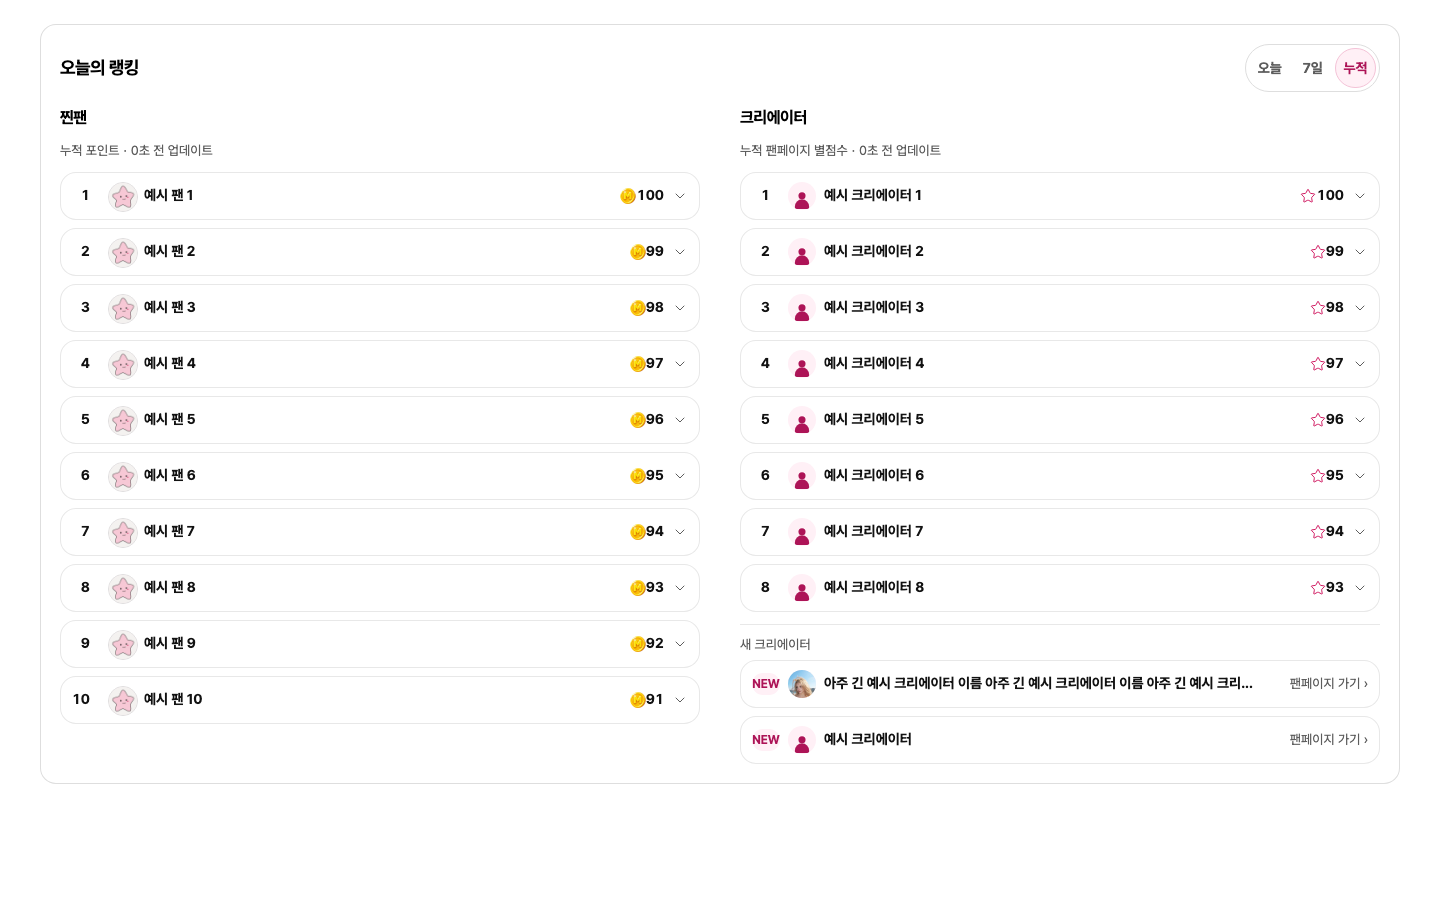 오늘의 랭킹
오늘 7일 누적
찐팬
누적 포인트 · 0초 전 업데이트
1 예시 팬 1 100
2 예시 팬 2 99
3 예시 팬 3 98
4 예시 팬 4 97
5 예시 팬 5 96
6 예시 팬 6 95
7 예시 팬 7 94
8 예시 팬 8 93
9 예시 팬 9 92
10 예시 팬 10 91
크리에이터
누적 팬페이지 별점수 · 0초 전 업데이트
1 예시 크리에이터 1 100
2 예시 크리에이터 2 99
3 예시 크리에이터 3 98
4 예시 크리에이터 4 97
5 예시 크리에이터 5 96
6 예시 크리에이터 6 95
7 예시 크리에이터 7 94
8 예시 크리에이터 8 93
새 크리에이터
NEW 아주 긴 예시 크리에이터 이름 아주 긴 예시 크리에이터 이름 아주 긴 예시 크리... 팬페이지 가기 ›
NEW 예시 크리에이터 팬페이지 가기 ›